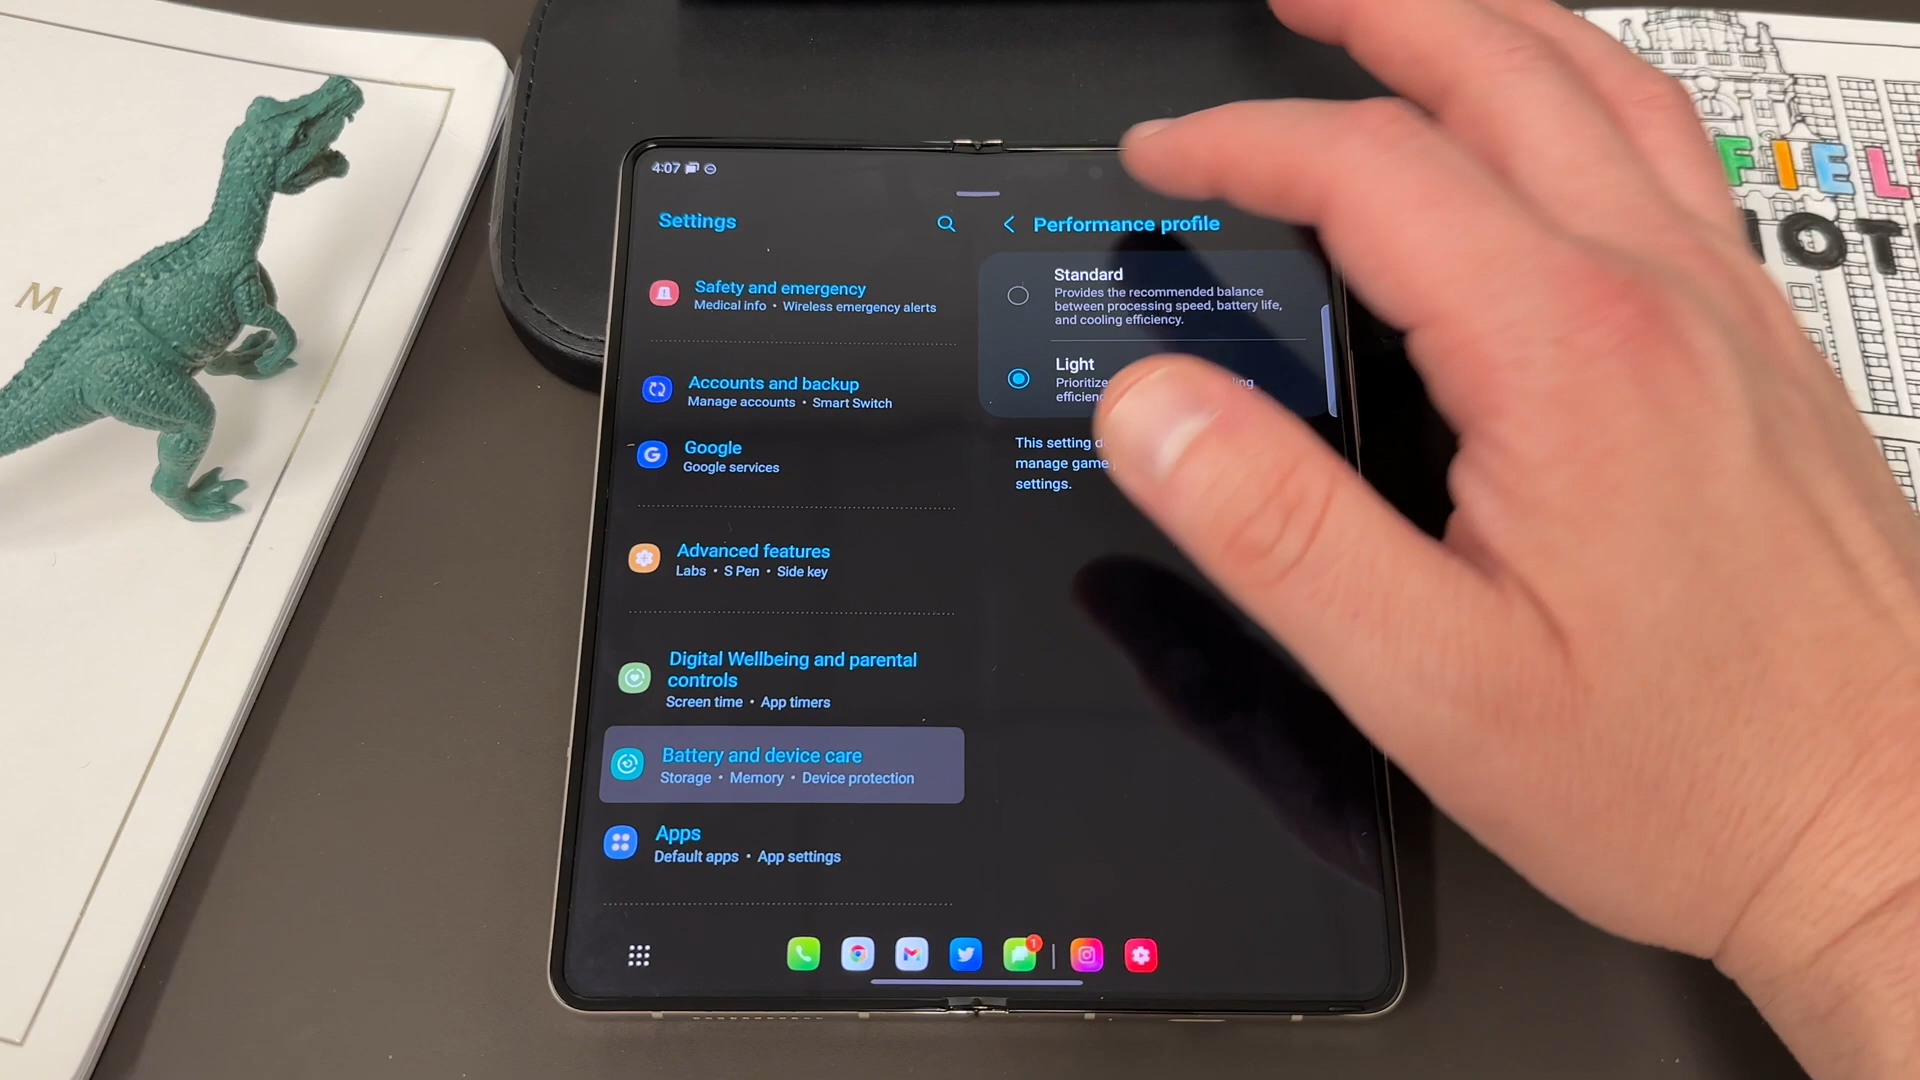 M
4:07
Settings
Safety and emergency
Medical info • Wireless emergency alerts
Accounts and backup
Manage accounts • Smart Switch
Google
Google services
Advanced features
Labs • S Pen • Side key
Digital Wellbeing and parental
controls
Screen time • App timers
Battery and device care
Storage • Memory • Device protection
Apps
Default apps • App settings
Performance profile
Standard
Provides the recommended balance
between processing speed, battery life,
and cooling efficiency.
Light
This setting
manage game
settings.
1
FIEL
NOT